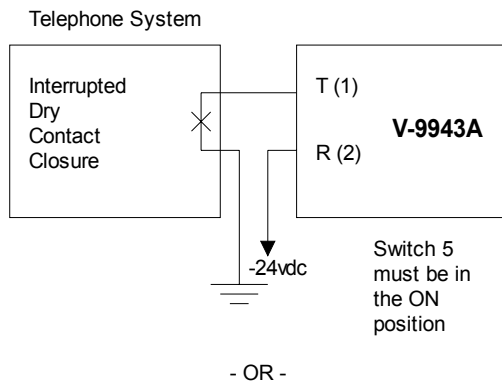 Telephone System
Interrupted
Dry
Contact
Closure
T (1)
V-9943A
R (2)
-24vdc
Switch 5
must be in
the ON
position
- OR -